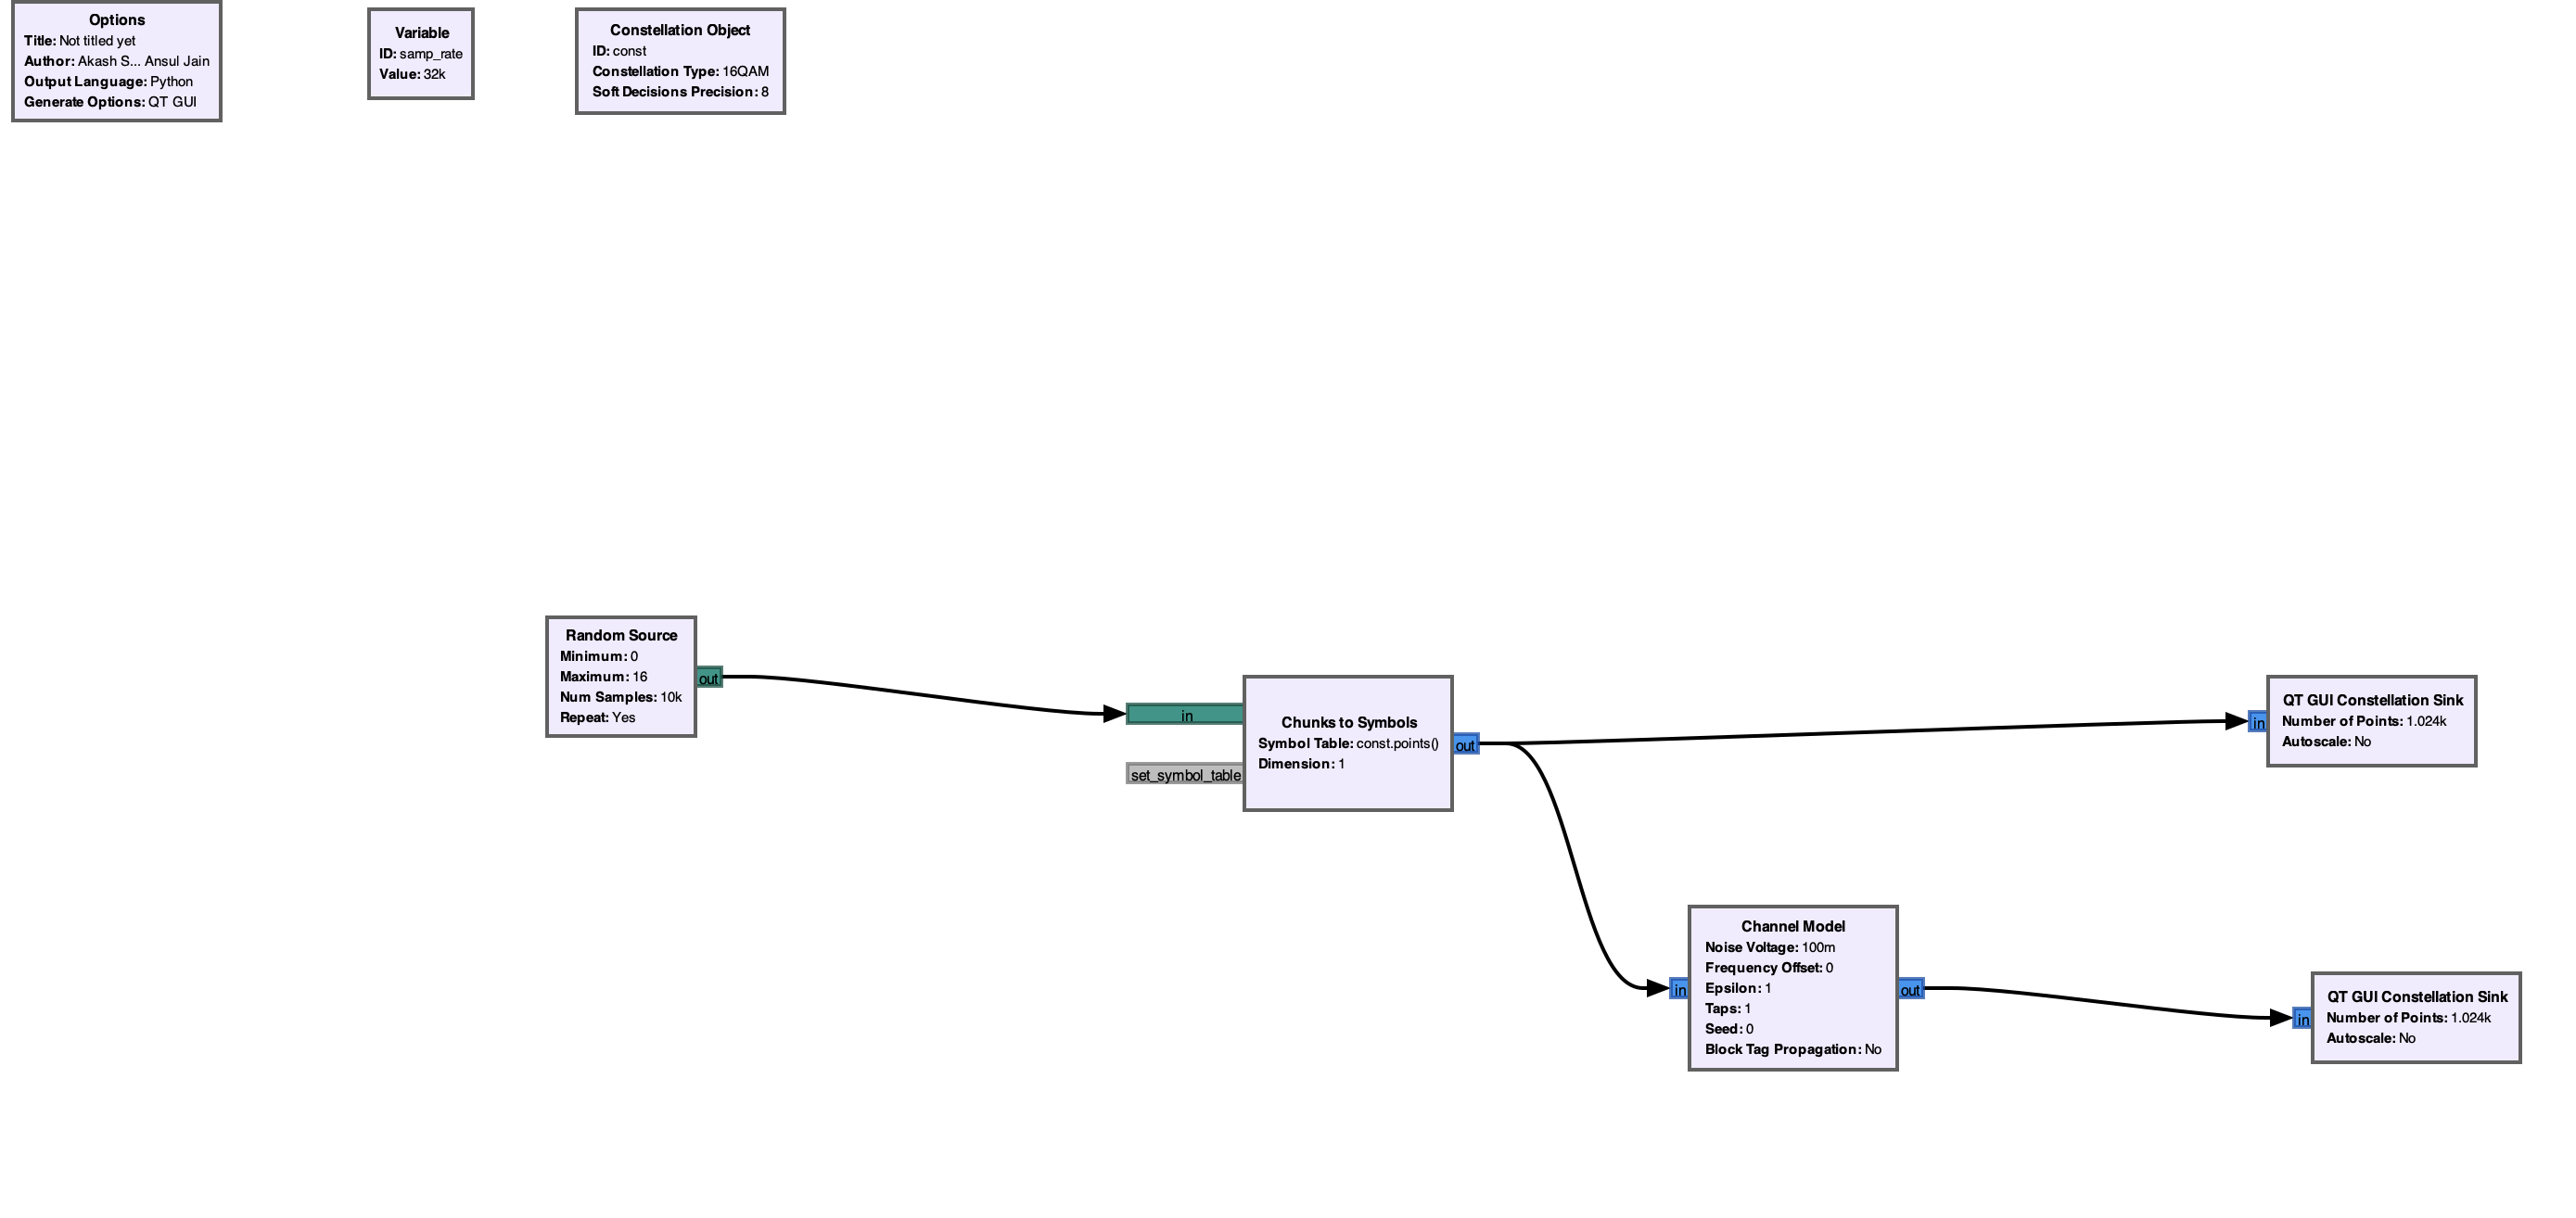 Options
Title: Not titled yet
Author: Akash S... Ansul Jain
Output Language: Python
Generate Options: QT GUI
Variable
ID: samp_rate
Value: 32k
Constellation Object
ID: const
Constellation Type: 16QAM
Soft Decisions Precision: 8
Random Source
Minimum: 0
Maximum: 16
Num Samples: 10k
Repeat: Yes
out
in
set_symbol_table
Chunks to Symbols
Symbol Table: const.points()
Dimension: 1
out
in
QT GUI Constellation Sink
Number of Points: 1.024k
Autoscale: No
in
Channel Model
Noise Voltage: 100m
Frequency Offset: 0
Epsilon: 1
Taps: 1
Seed: 0
Block Tag Propagation: No
out
in
QT GUI Constellation Sink
Number of Points: 1.024k
Autoscale: No